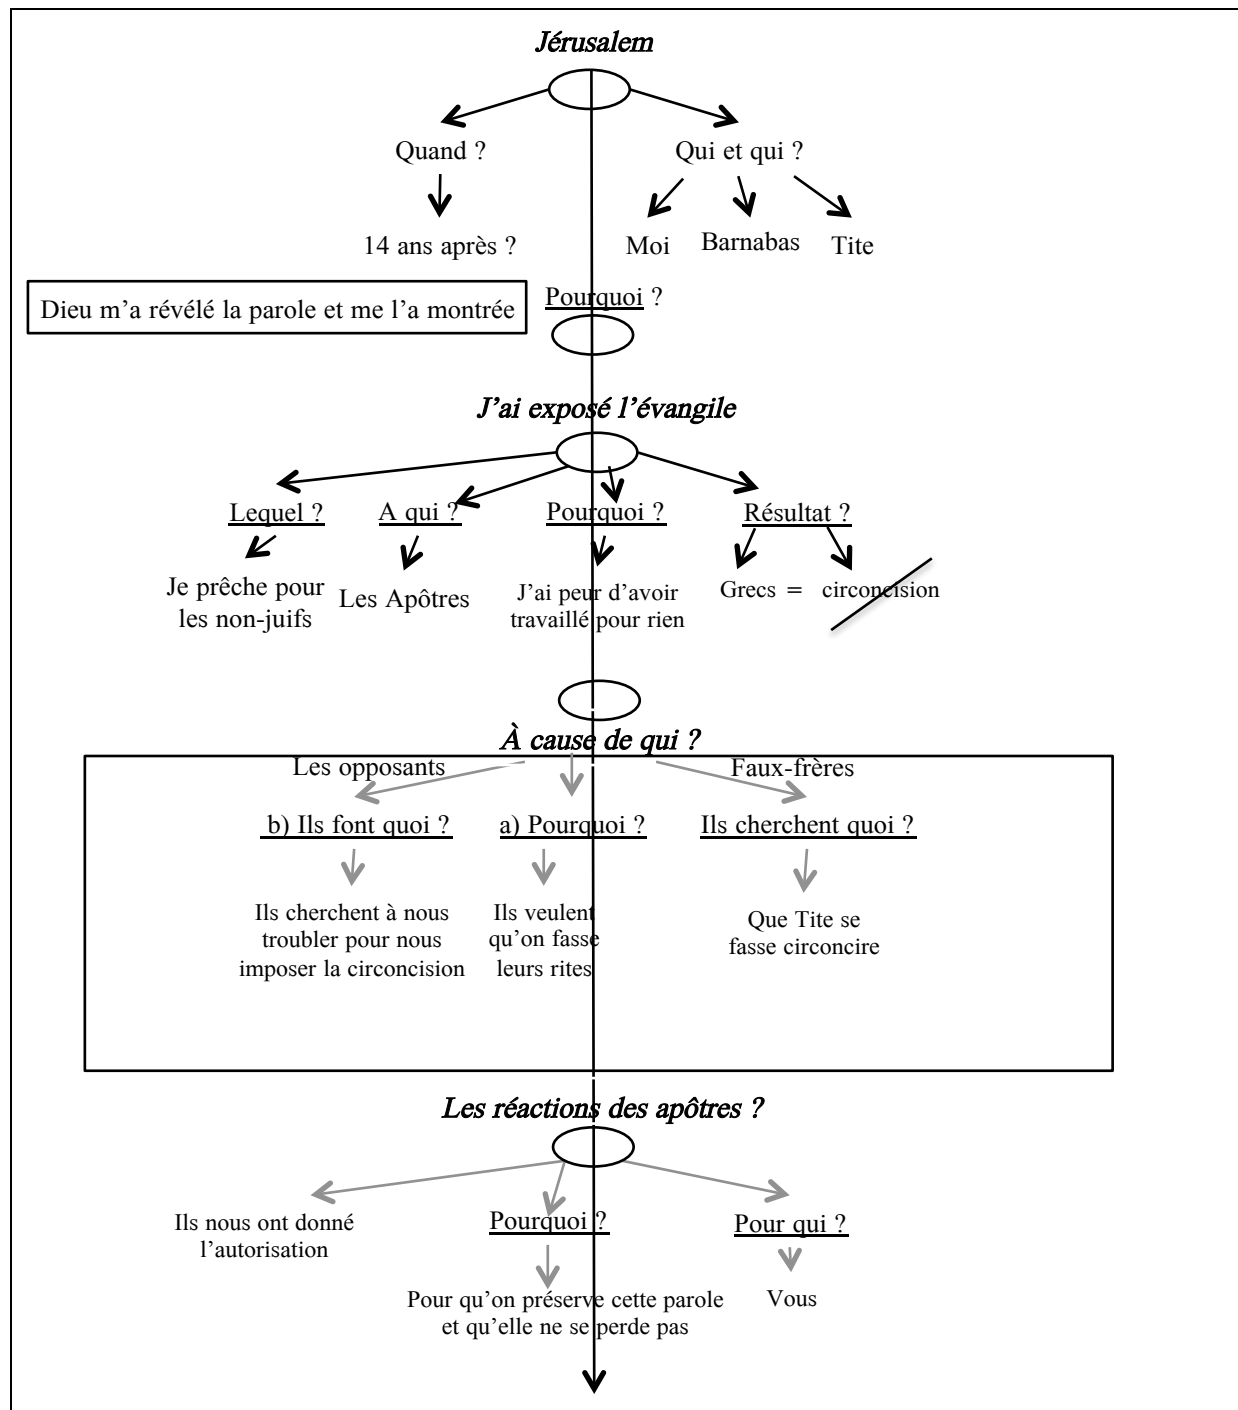 Jérusalem
Quand ?
Qui et qui ?
14 ans après ?
Moi
Barnabas
Tite
Dieu m'a révélé la parole et me l'a montrée
Pourquoi ?
J'ai exposé l'évangile
Lequel ?
A qui ?
Pourquoi ?
Résultat ?
Je prêche pour
les non-juifs
Les Apôtres
J'ai peur d'avoir
travaillé pour rien
Grecs = circoncision
À cause de qui ?
Les opposants
Faux-frères
b) Ils font quoi ?
a) Pourquoi ?
Ils cherchent quoi ?
Ils cherchent à nous
troubler pour nous
imposer la circoncision
Ils veulent
qu'on fasse
leurs rites
Que Tite se
fasse circoncire
Les réactions des apôtres ?
Ils nous ont donné
l'autorisation
Pourquoi ?
Pour qui ?
Pour qu'on préserve cette parole
et qu'elle ne se perde pas
Vous